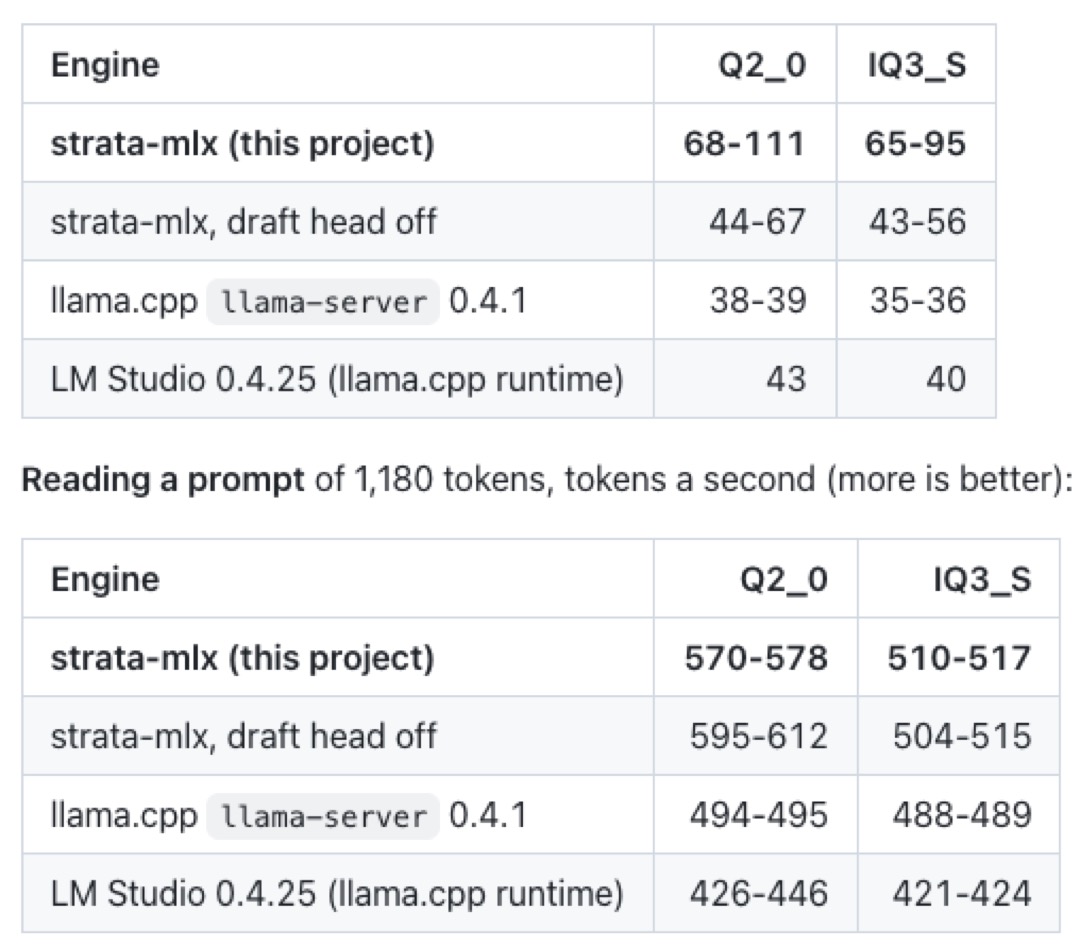 Engine Q2_0 IQ3_S
strata-mlx (this project) 68-111 65-95
strata-mlx, draft head off 44-67 43-56
llama.cpp llama-server 0.4.1 38-39 35-36
LM Studio 0.4.25 (llama.cpp runtime) 43 40
Reading a prompt of 1,180 tokens, tokens a second (more is better):
Engine Q2_0 IQ3_S
strata-mlx (this project) 570-578 510-517
strata-mlx, draft head off 595-612 504-515
llama.cpp llama-server 0.4.1 494-495 488-489
LM Studio 0.4.25 (llama.cpp runtime) 426-446 421-424